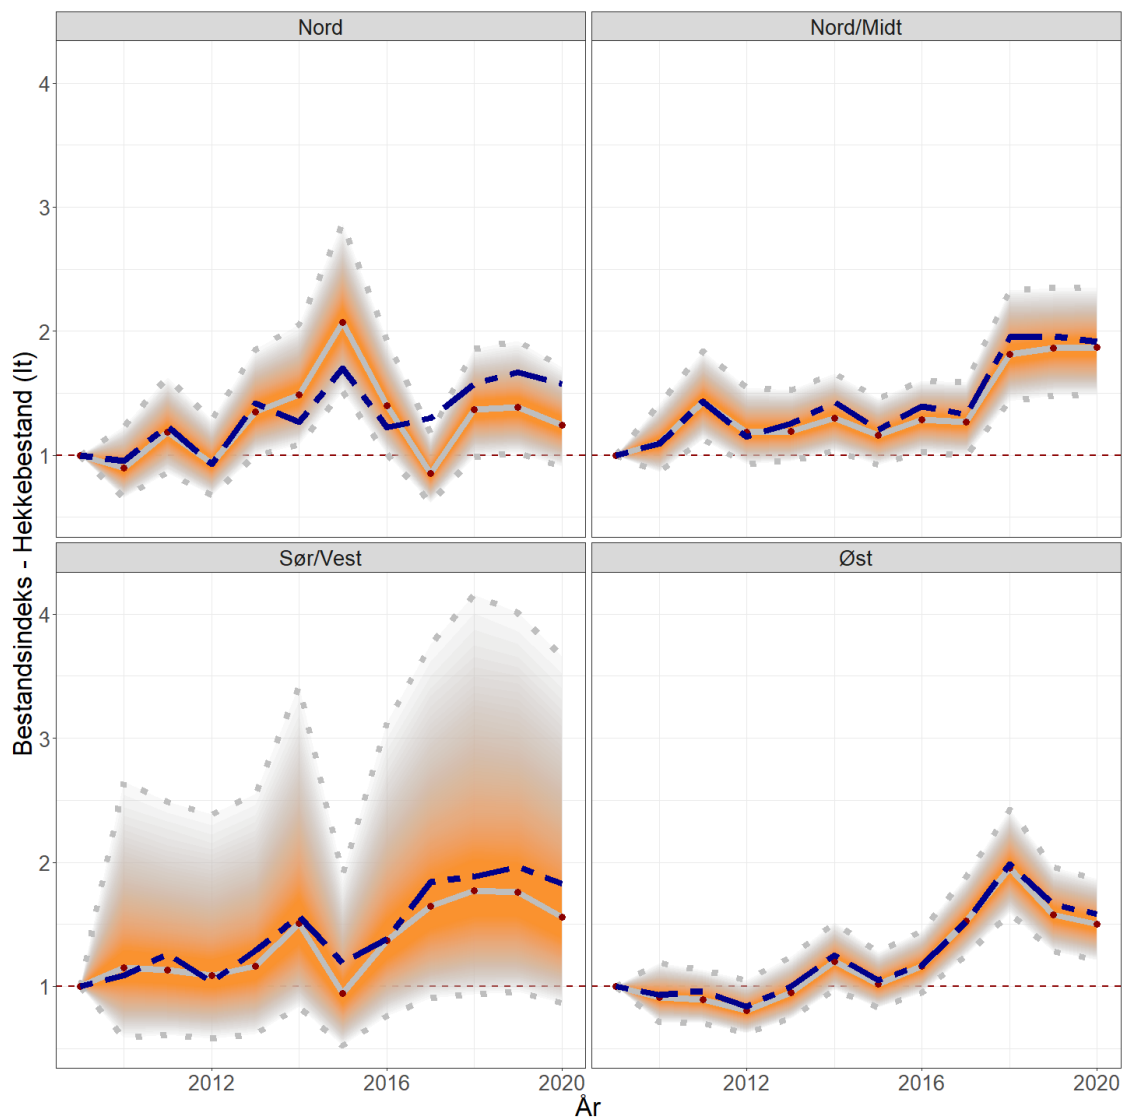 Nord
Nord/Midt
4
3
2
1
Sør/Vest
Øst
4
3
2
1
2012
2016
2020
2012
2016
2020
År
Bestandsindeks - Hekkebestand (It)